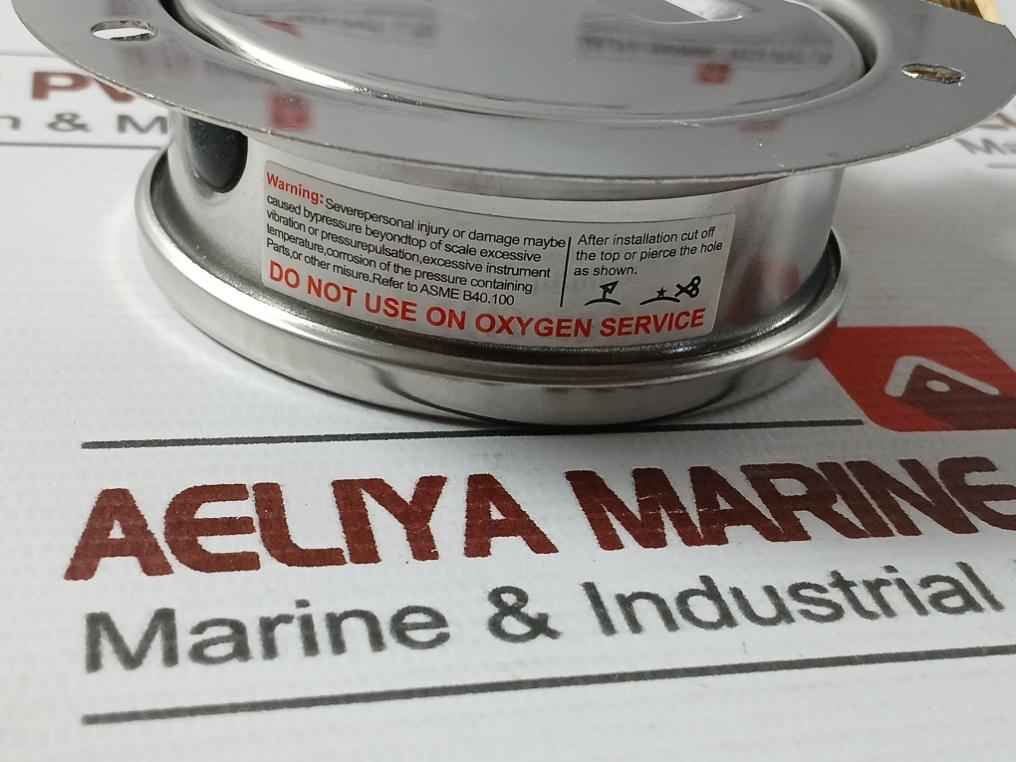 PV
n & M
Ma
Warning: Severepersonal injury or damage maybe
caused bypressure beyondtop of scale excessive
vibration or pressurepulsation,excessive instrument
temperature,corrosion of the pressure containing
Parts,or other misure.Refer to ASME B40.100
After installation cut off
the top or pierce the hole
as shown.
DO NOT USE ON OXYGEN SERVICE
AELIYA MARINE
Marine & Industrial